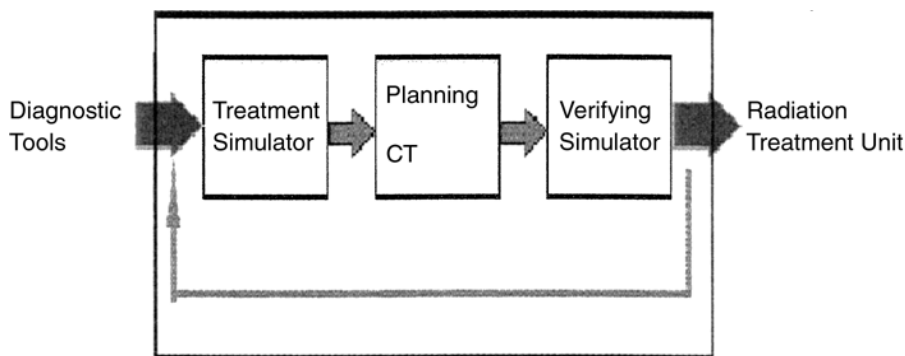 Diagnostic
Tools
Treatment
Simulator
Planning
CT
Verifying
Simulator
Radiation
Treatment Unit